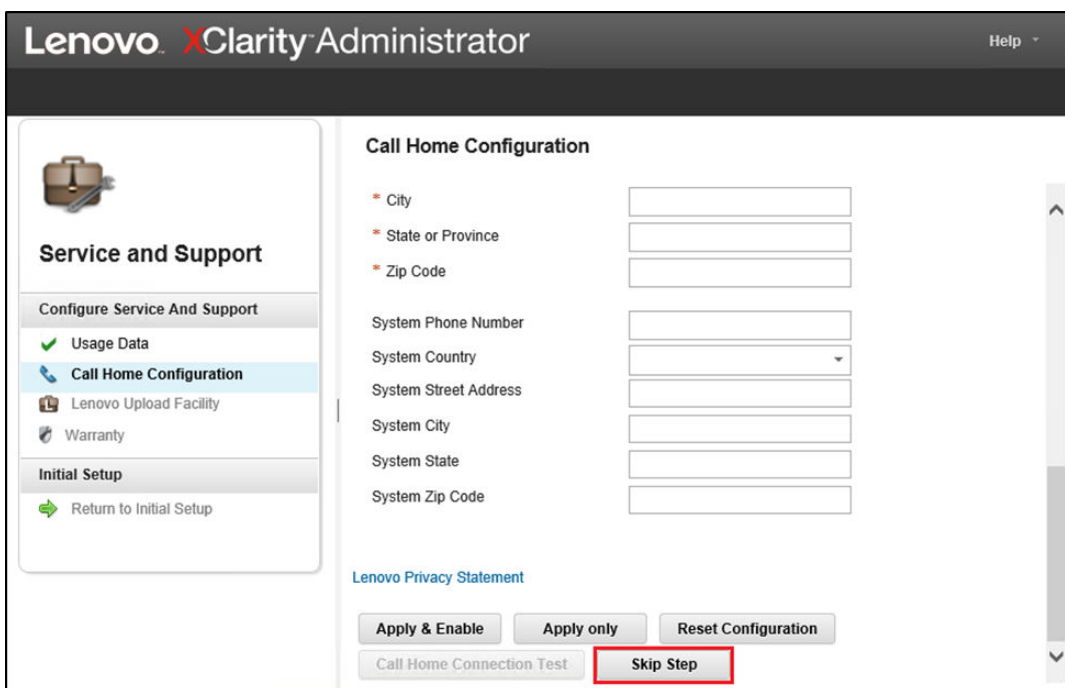 Lenovo. XClarity Administrator
Help
Service and Support
Configure Service And Support
Usage Data
Call Home Configuration
Lenovo Upload Facility
Warranty
Initial Setup
Return to Initial Setup
Call Home Configuration
* City
* State or Province
* Zip Code
System Phone Number
System Country
System Street Address
System City
System State
System Zip Code
Lenovo Privacy Statement
Apply & Enable Apply only Reset Configuration
Call Home Connection Test Skip Step